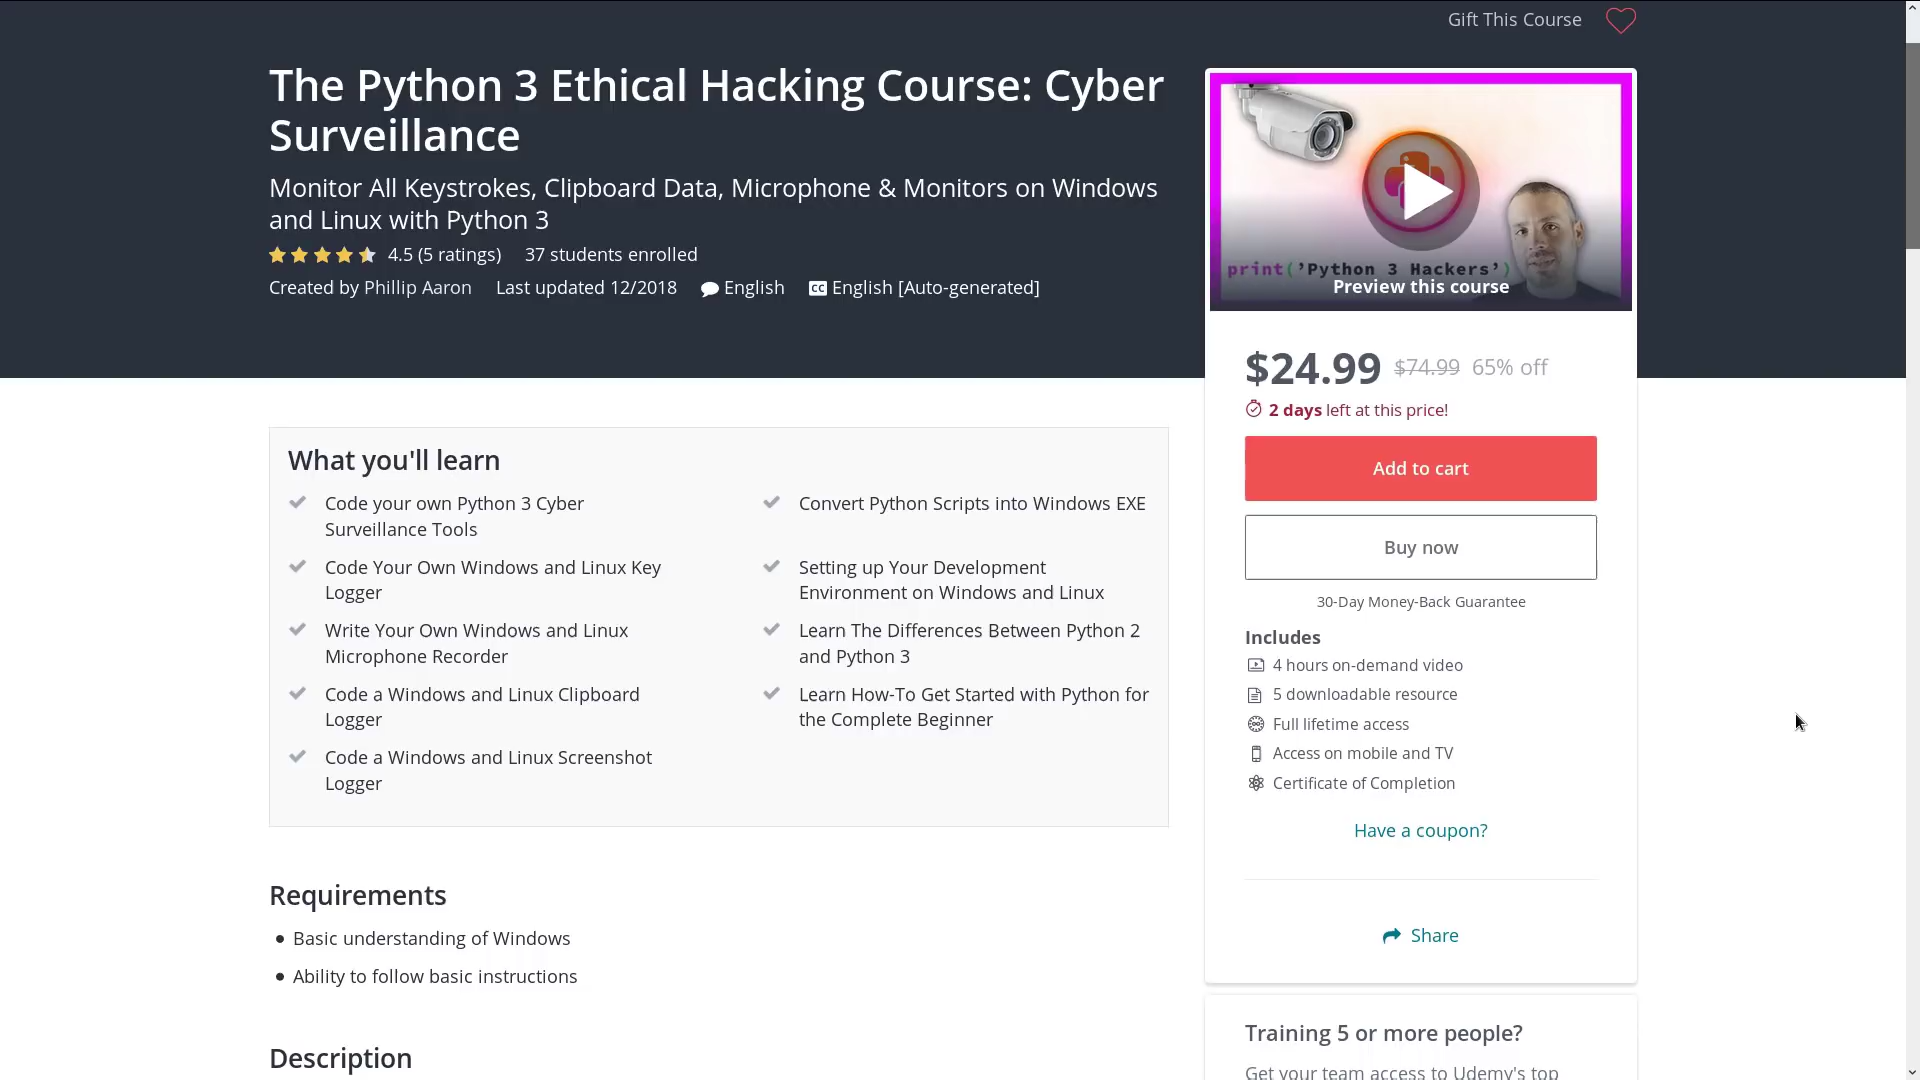 Gift This Course
The Python 3 Ethical Hacking Course: Cyber
Surveillance
Monitor All Keystrokes, Clipboard Data, Microphone & Monitors on Windows
and Linux with Python 3
4.5 (5 ratings) 37 students enrolled
Created by Phillip Aaron Last updated 12/2018 English CC English [Auto-generated]
print('Python 3 Hackers')
Preview this course
$24.99 $74.99 65% off
2 days left at this price!
Add to cart
Buy now
30-Day Money-Back Guarantee
Includes
4 hours on-demand video
5 downloadable resource
Full lifetime access
Access on mobile and TV
Certificate of Completion
Have a coupon?
Share
What you'll learn
Code your own Python 3 Cyber
Surveillance Tools
Convert Python Scripts into Windows EXE
Code Your Own Windows and Linux Key
Logger
Setting up Your Development
Environment on Windows and Linux
Write Your Own Windows and Linux
Microphone Recorder
Learn The Differences Between Python 2
and Python 3
Code a Windows and Linux Clipboard
Logger
Learn How-To Get Started with Python for
the Complete Beginner
Code a Windows and Linux Screenshot
Logger
Requirements
Basic understanding of Windows
Ability to follow basic instructions
Description
Training 5 or more people?
Get your team access to Udemy's top